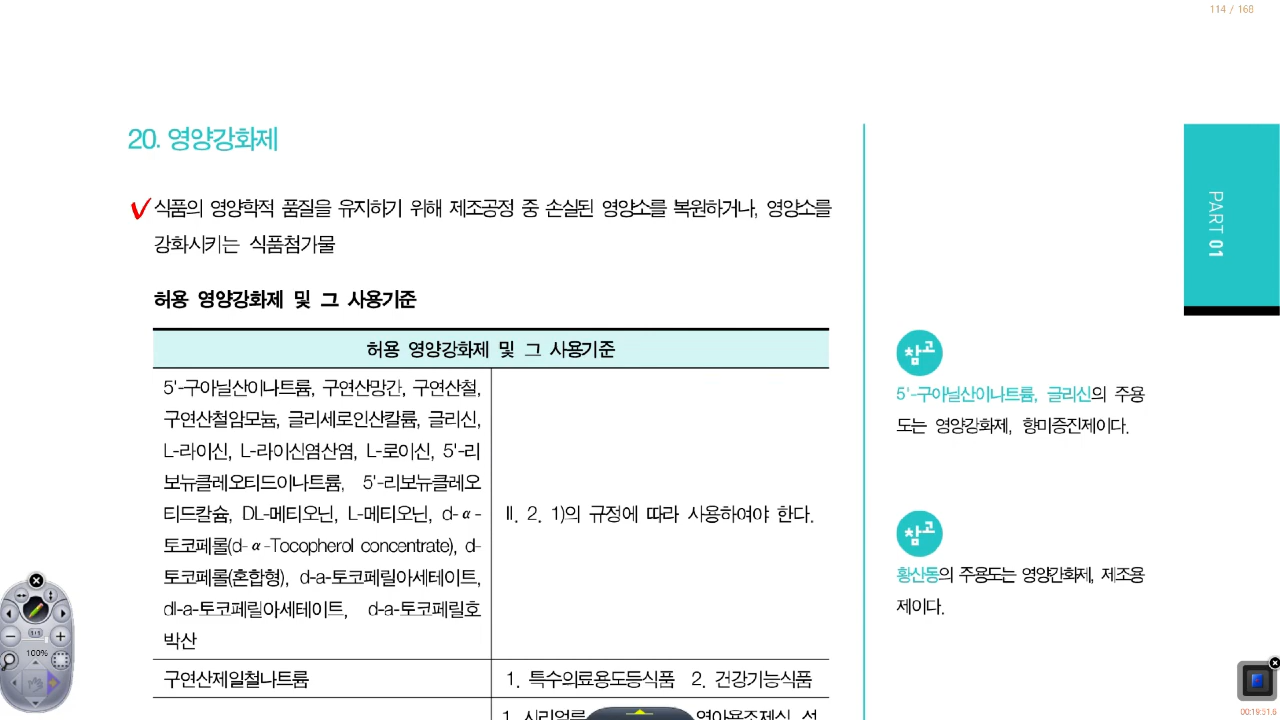 114 / 168
20. 영양강화제
식품의 영양학적 품질을 유지하기 위해 제조공정 중 손실된 영양소를 복원하거나, 영양소를
강화시키는 식품첨가물
허용 영양강화제 및 그 사용기준
허용 영양강화제 및 그 사용기준
5'-구아닐산이나트륨, 구연산망간, 구연산철,
구연산철암모늄, 글리세로인산칼륨, 글리신,
L-라이신, L-라이신염산염, L-로이신, 5'-리
보뉴클레오티드이나트륨, 5'-리보뉴클레오
티드칼슘, DL-메티오닌, L-메티오닌, d-α-
토코페롤(d-α-Tocopherol concentrate), d-
토코페롤(혼합형), d-a-토코페릴아세테이트,
dl-a-토코페릴아세테이트, d-a-토코페릴호
박산
Ⅱ. 2. 1)의 규정에 따라 사용하여야 한다.
구연산제일철나트륨
1. 특수의료용도등식품 2. 건강기능식품
참고
5'-구아닐산이나트륨, 글리신의 주용
도는 영양강화제, 향미증진제이다.
참고
황산동의 주용도는 영양간화제, 제조용
제이다.
PART 01
1/1
100%
00:19:51.6